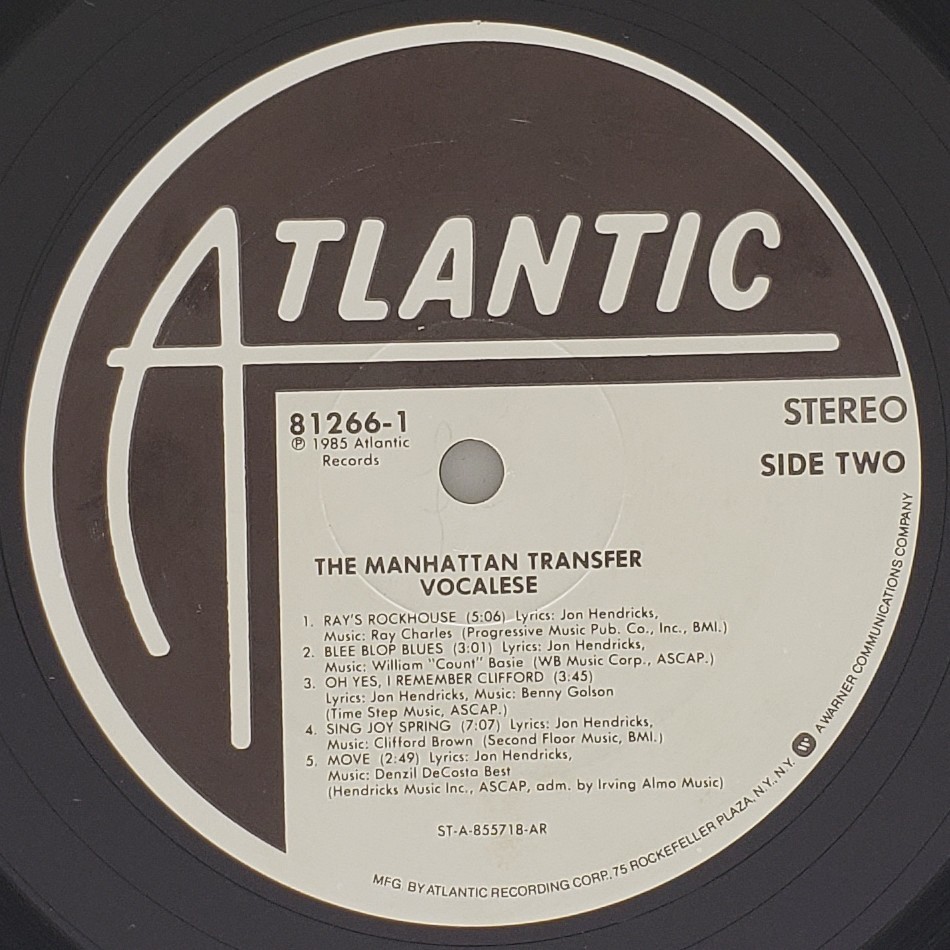 ATLANTIC
81266-1
℗ 1985 Atlantic
Records
STEREO
SIDE TWO
THE MANHATTAN TRANSFER
VOCALESE
1. RAY'S ROCKHOUSE (5:06) Lyrics: Jon Hendricks,
Music: Ray Charles (Progressive Music Pub. Co., Inc., BMI.)
2. BLEE BLOP BLUES (3:01) Lyrics: Jon Hendricks,
Music: William "Count" Basie (WB Music Corp., ASCAP.)
3. OH YES, I REMEMBER CLIFFORD (3:45)
Lyrics: Jon Hendricks, Music: Benny Golson
(Time Step Music, ASCAP.)
4. SING JOY SPRING (7:07) Lyrics: Jon Hendricks,
Music: Clifford Brown (Second Floor Music, BMI.)
5. MOVE (2:49) Lyrics: Jon Hendricks,
Music: Denzil DeCosta Best
(Hendricks Music Inc., ASCAP, adm. by Irving Almo Music)
ST-A-855718-AR
MFG. BY ATLANTIC RECORDING CORP., 75 ROCKEFELLER PLAZA, N.Y., N.Y. W A WARNER COMMUNICATIONS COMPANY